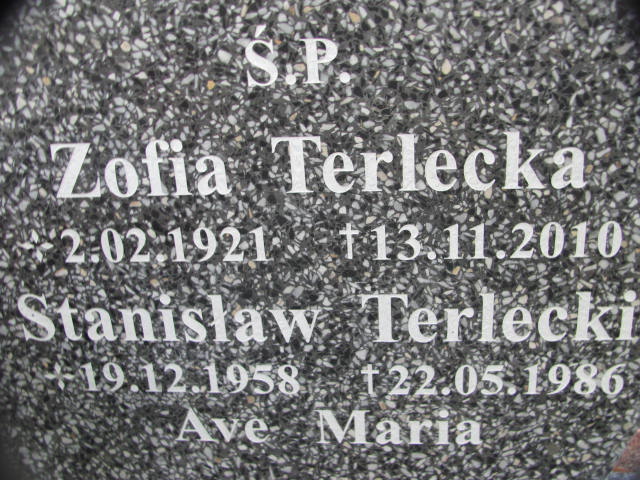 Ś.P.
Zofia Terlecka
✢2.02.1921 †13.11.2010
Stanisław Terlecki
✢19.12.1958 †22.05.1986
Ave Maria